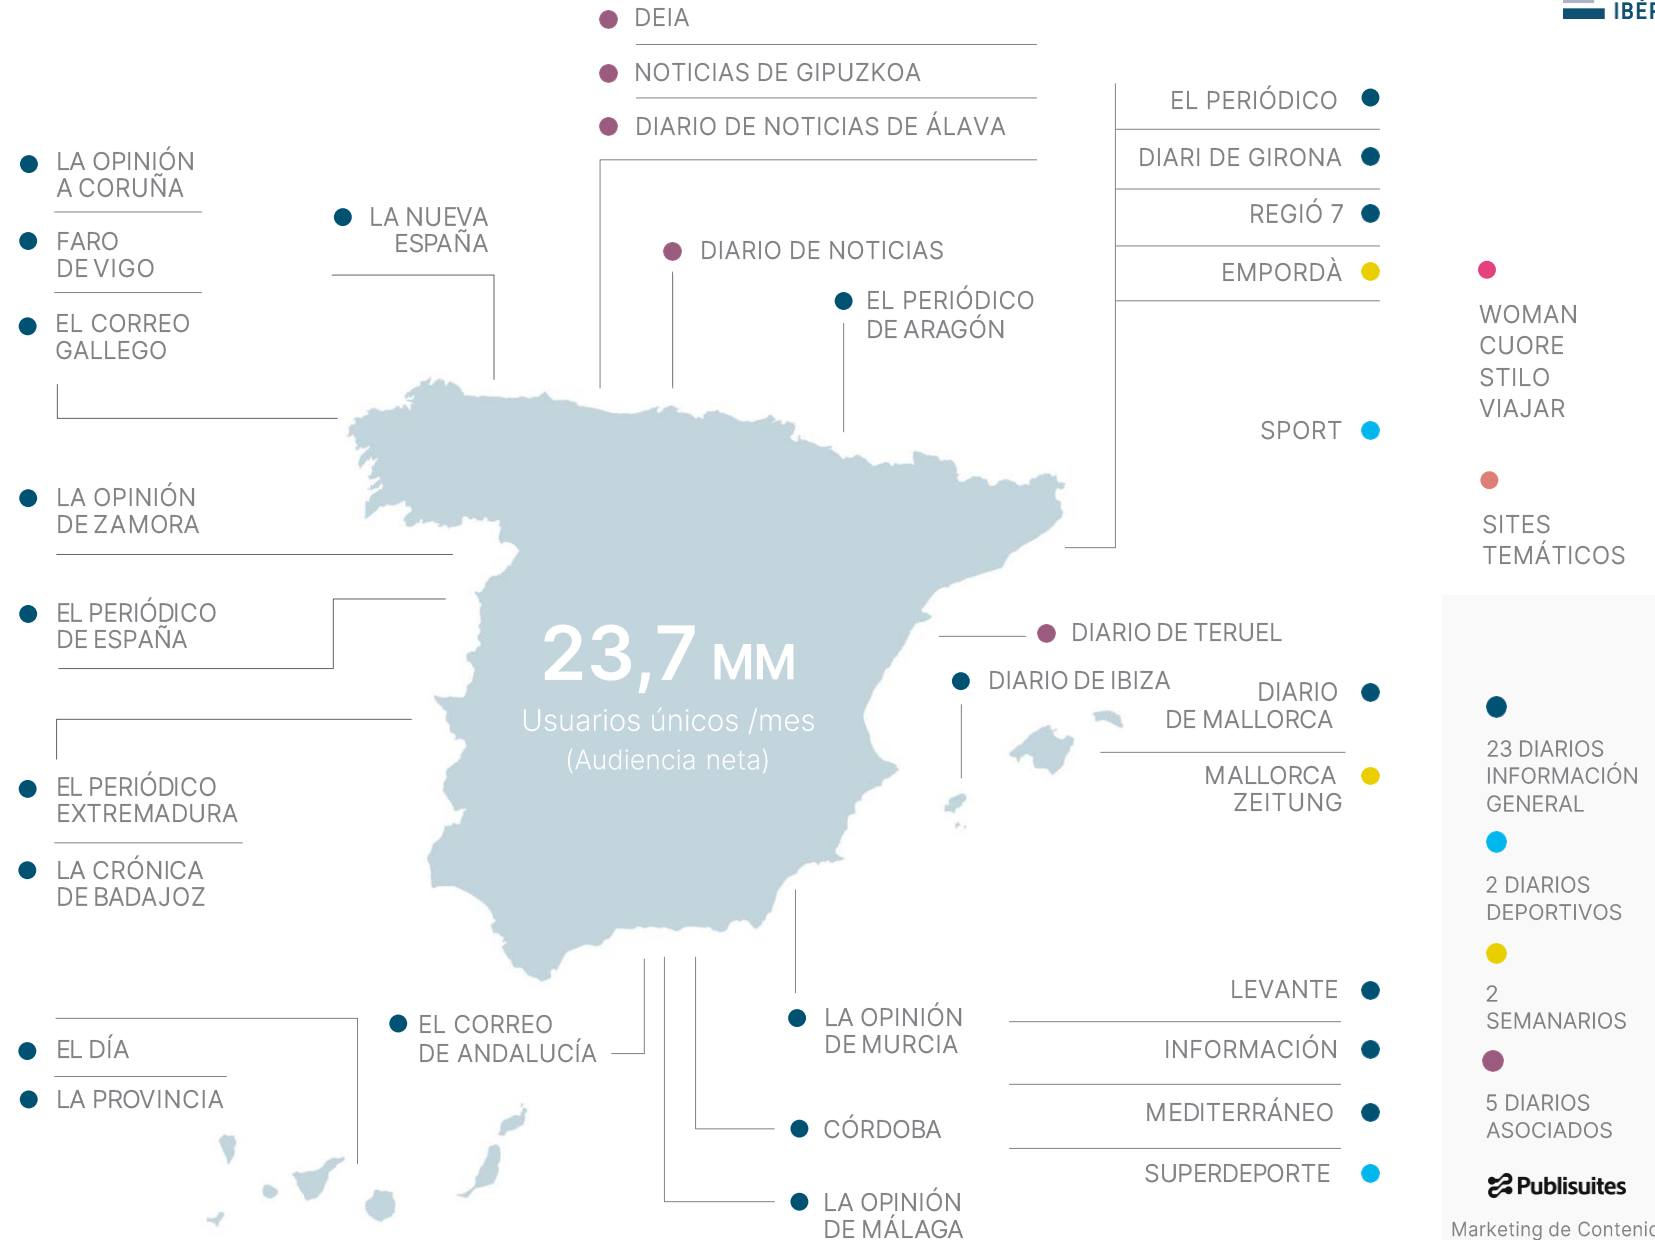 DEIA
NOTICIAS DE GIPUZKOA
DIARIO DE NOTICIAS DE ÁLAVA
LA OPINIÓN
A CORUÑA
FARO
DE VIGO
EL CORREO
GALLEGO
LA NUEVA
ESPAÑA
DIARIO DE NOTICIAS
EL PERIÓDICO
DE ARAGÓN
EL PERIÓDICO
DIARI DE GIRONA
REGIÓ 7
EMPORDÀ
SPORT
WOMAN
CUORE
STILO
VIAJAR
SITES
TEMÁTICOS
LA OPINIÓN
DE ZAMORA
EL PERIÓDICO
DE ESPAÑA
EL PERIÓDICO
EXTREMADURA
LA CRÓNICA
DE BADAJOZ
23,7 MM
Usuarios únicos /mes
(Audiencia neta)
DIARIO DE TERUEL
DIARIO DE IBIZA
DIARIO
DE MALLORCA
MALLORCA
ZEITUNG
EL DÍA
LA PROVINCIA
EL CORREO
DE ANDALUCÍA
LA OPINIÓN
DE MURCIA
CÓRDOBA
LA OPINIÓN
DE MÁLAGA
LEVANTE
INFORMACIÓN
MEDITERRÁNEO
SUPERDEPORTE
23 DIARIOS
INFORMACIÓN
GENERAL
2 DIARIOS
DEPORTIVOS
2
SEMANARIOS
5 DIARIOS
ASOCIADOS
Publisuites
Marketing de